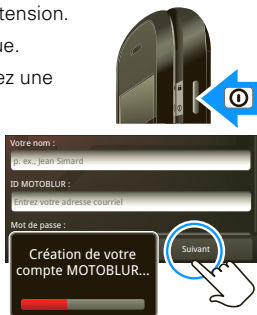 tension.
ue.
ez une
Votre nom :
p. ex., Jean Simard
ID MOTOBLUR :
Entrez votre adresse courriel
Mot de passe :
Suivant
Création de votre
compte MOTOBLUR...